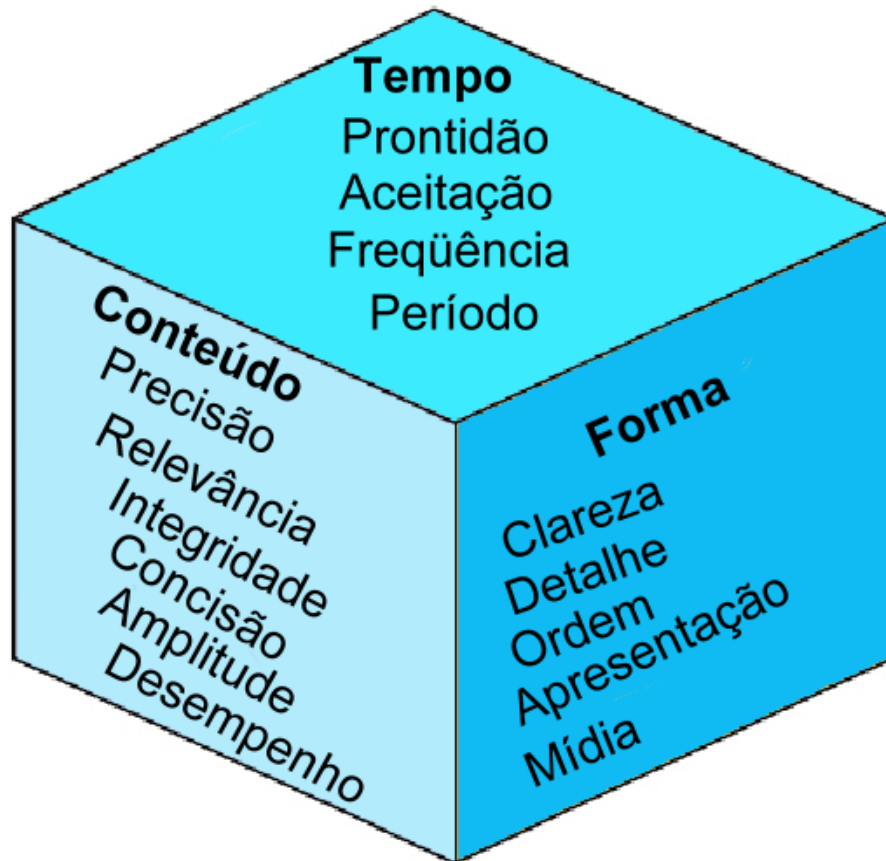 Tempo
Prontidão
Aceitação
Freqüência
Período
Conteúdo
Precisão
Relevância
Integridade
Concisão
Amplitude
Desempenho
Forma
Clareza
Detalhe
Ordem
Apresentação
Mídia